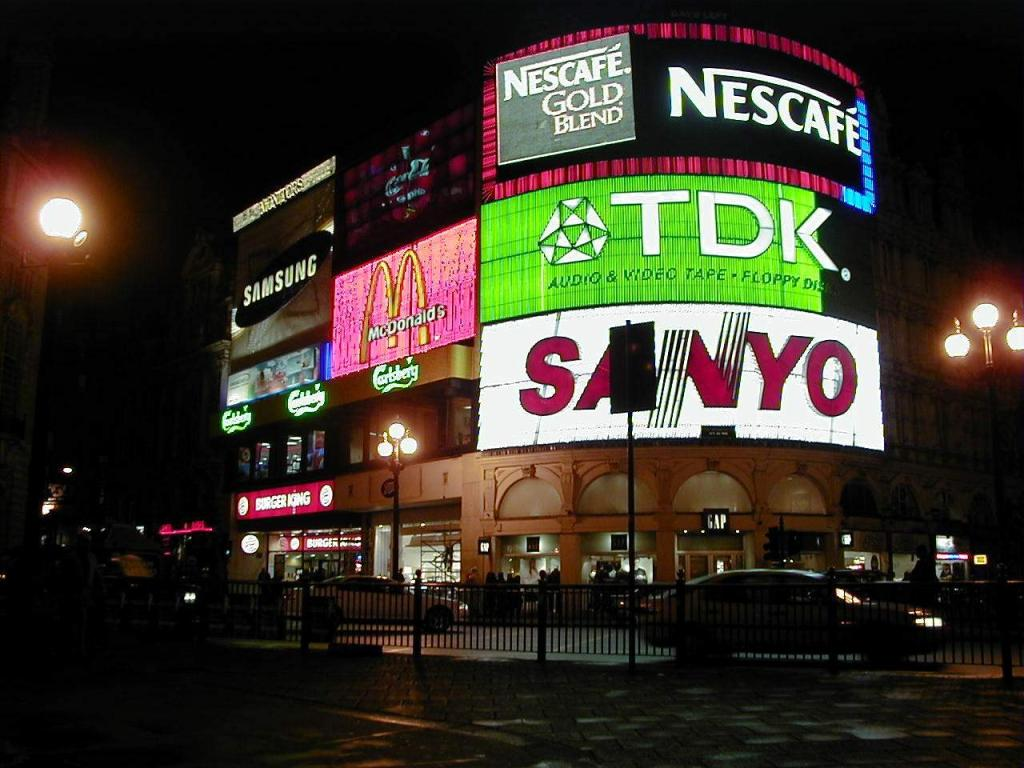 NESCAFÉ.
GOLD
BLEND
NESCAFÉ
TDK
AUDIO & VIDEO TAPE • FLOPPY
SANYO
SAMSUNG
McDonald's
Carlsberg
Carlsberg
Carlsberg
BURGER KING
BURGER KING
GAP
GAP